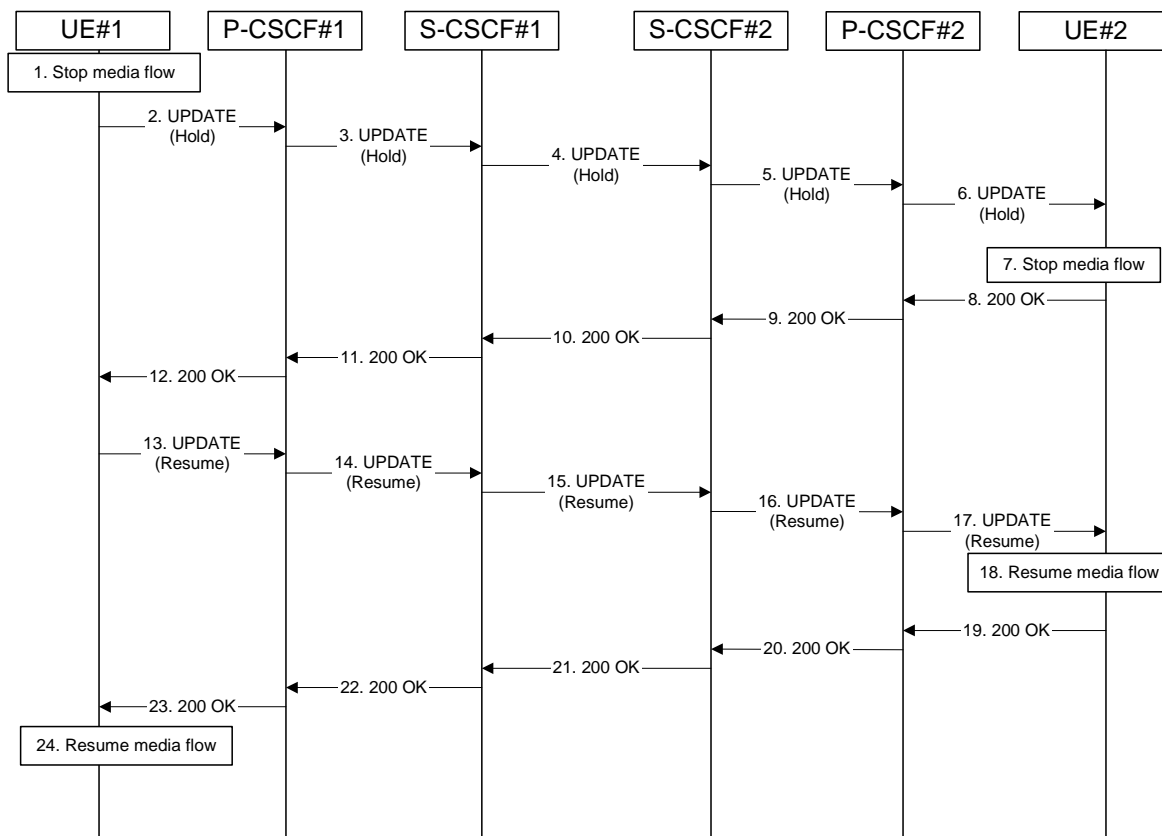 UE#1
P-CSCF#1
S-CSCF#1
S-CSCF#2
P-CSCF#2
UE#2
1. Stop media flow
2. UPDATE
(Hold)
3. UPDATE
(Hold)
4. UPDATE
(Hold)
5. UPDATE
(Hold)
6. UPDATE
(Hold)
7. Stop media flow
8. 200 OK
9. 200 OK
10. 200 OK
11. 200 OK
12. 200 OK
13. UPDATE
(Resume)
14. UPDATE
(Resume)
15. UPDATE
(Resume)
16. UPDATE
(Resume)
17. UPDATE
(Resume)
18. Resume media flow
19. 200 OK
20. 200 OK
21. 200 OK
22. 200 OK
23. 200 OK
24. Resume media flow